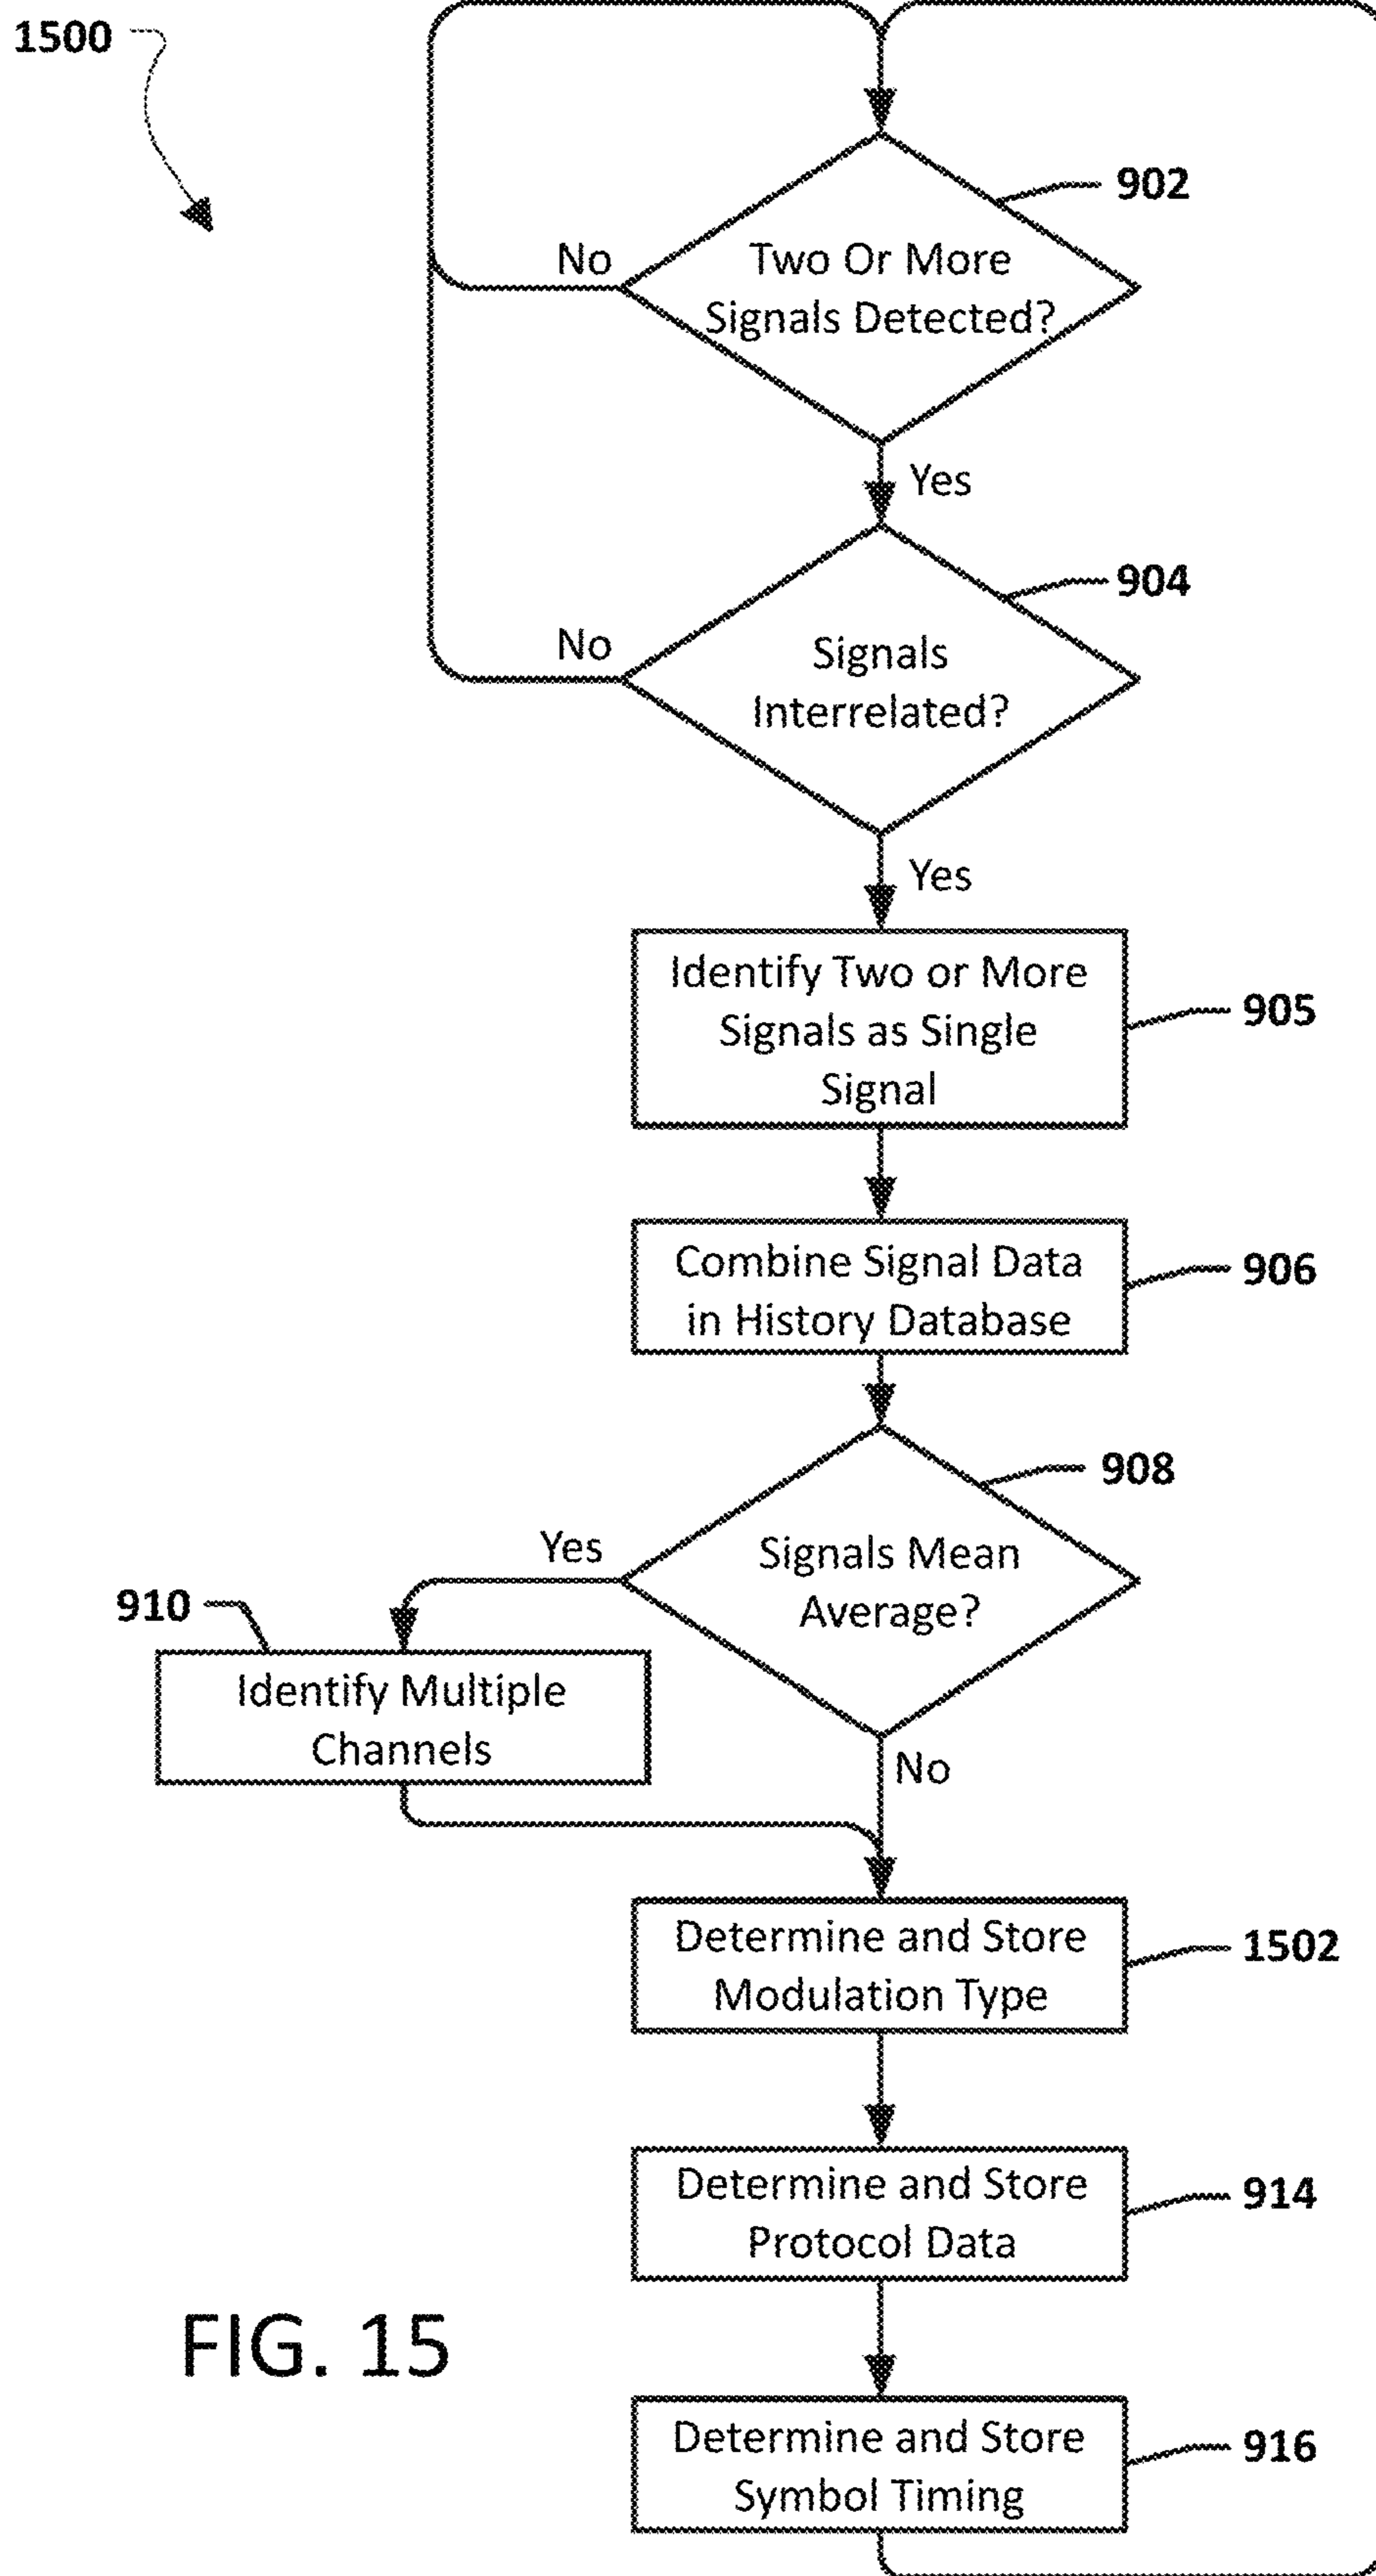 1500
902
No
Two Or More
Signals Detected?
Yes
904
No
Signals
Interrelated?
Yes
Identify Two or More
Signals as Single
Signal
905
Combine Signal Data
in History Database
906
908
Yes
Signals Mean
Average?
910
Identify Multiple
Channels
No
Determine and Store
Modulation Type
1502
Determine and Store
Protocol Data
914
FIG. 15
Determine and Store
Symbol Timing
916